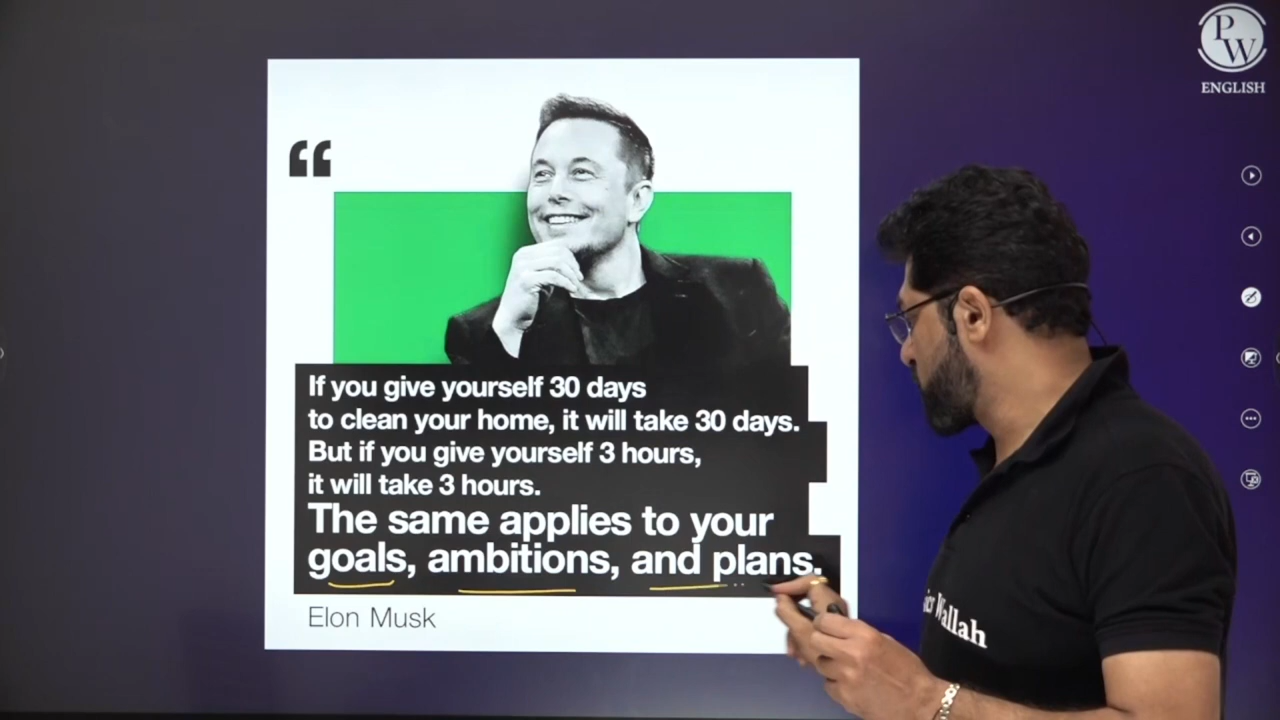 PW
ENGLISH
“
If you give yourself 30 days
to clean your home, it will take 30 days.
But if you give yourself 3 hours,
it will take 3 hours.
The same applies to your
goals, ambitions, and plans.
Elon Musk
Wallah